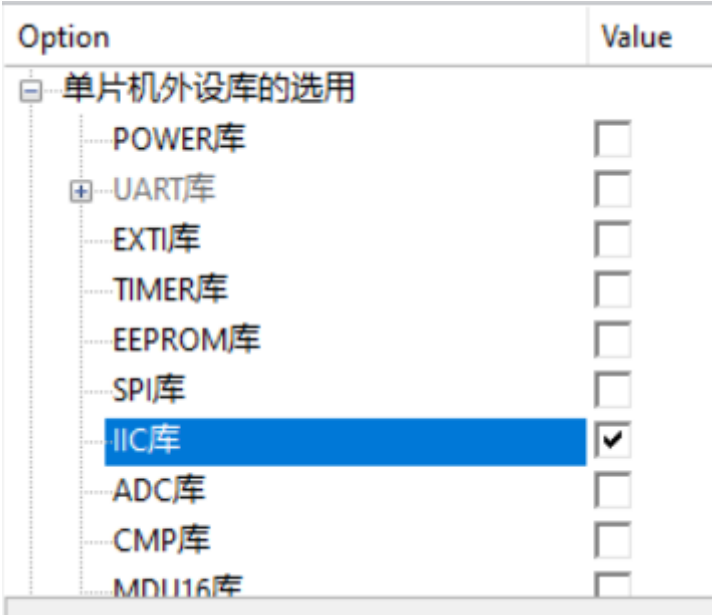 Option Value
单片机外设库的选用
POWER库
UART库
EXTI库
TIMER库
EEPROM库
SPI库
IIC库
ADC库
CMP库
MDU16库